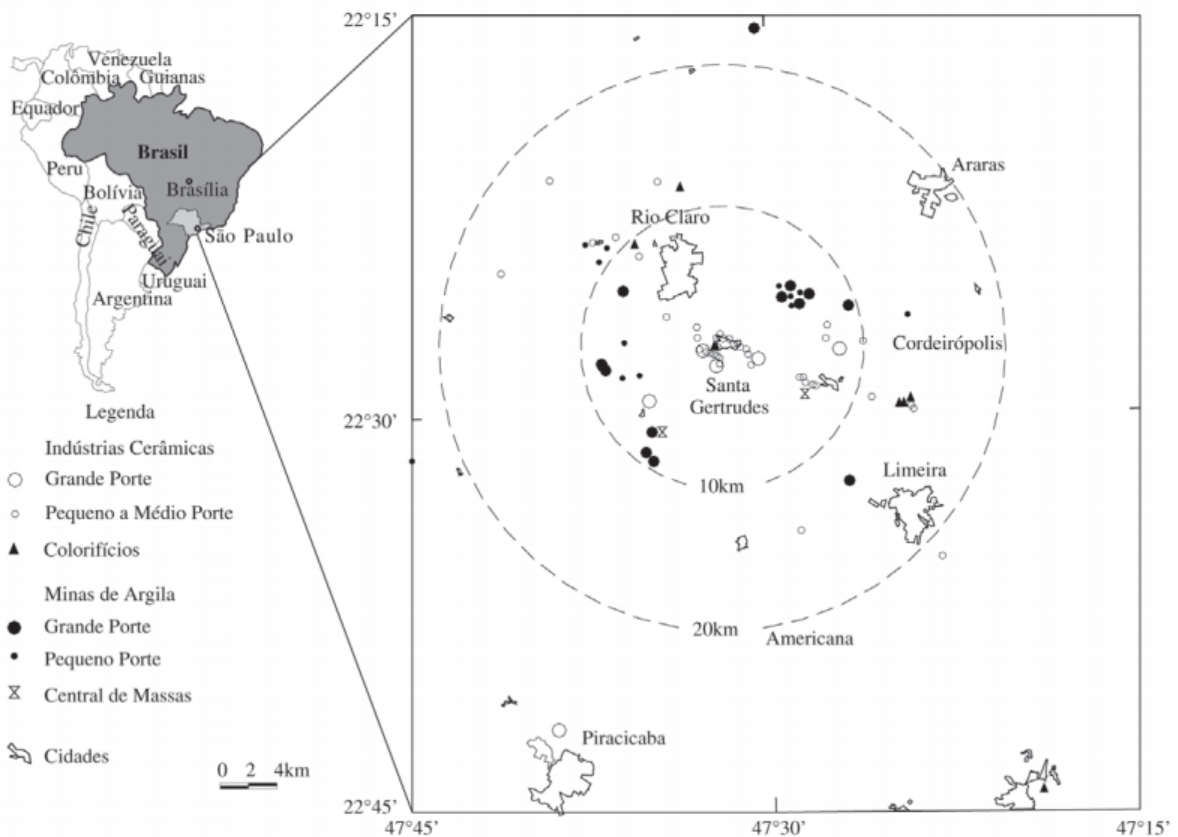 22°15'
Venezuela
Colômbia
Guianas
Equador
Brasil
Peru
Brasília
Bolívia
Chile
Paraguai
São Paulo
Uruguai
Argentina
Araras
Rio Claro
Cordeirópolis
Santa
Gertrudes
22°30'
Limeira
10km
20km
Americana
Piracicaba
Legenda
Indústrias Cerâmicas
Grande Porte
Pequeno a Médio Porte
Colorifícios
Minas de Argila
Grande Porte
Pequeno Porte
Central de Massas
Cidades
0 2 4km
22°45'
47°45'
47°30'
47°15'